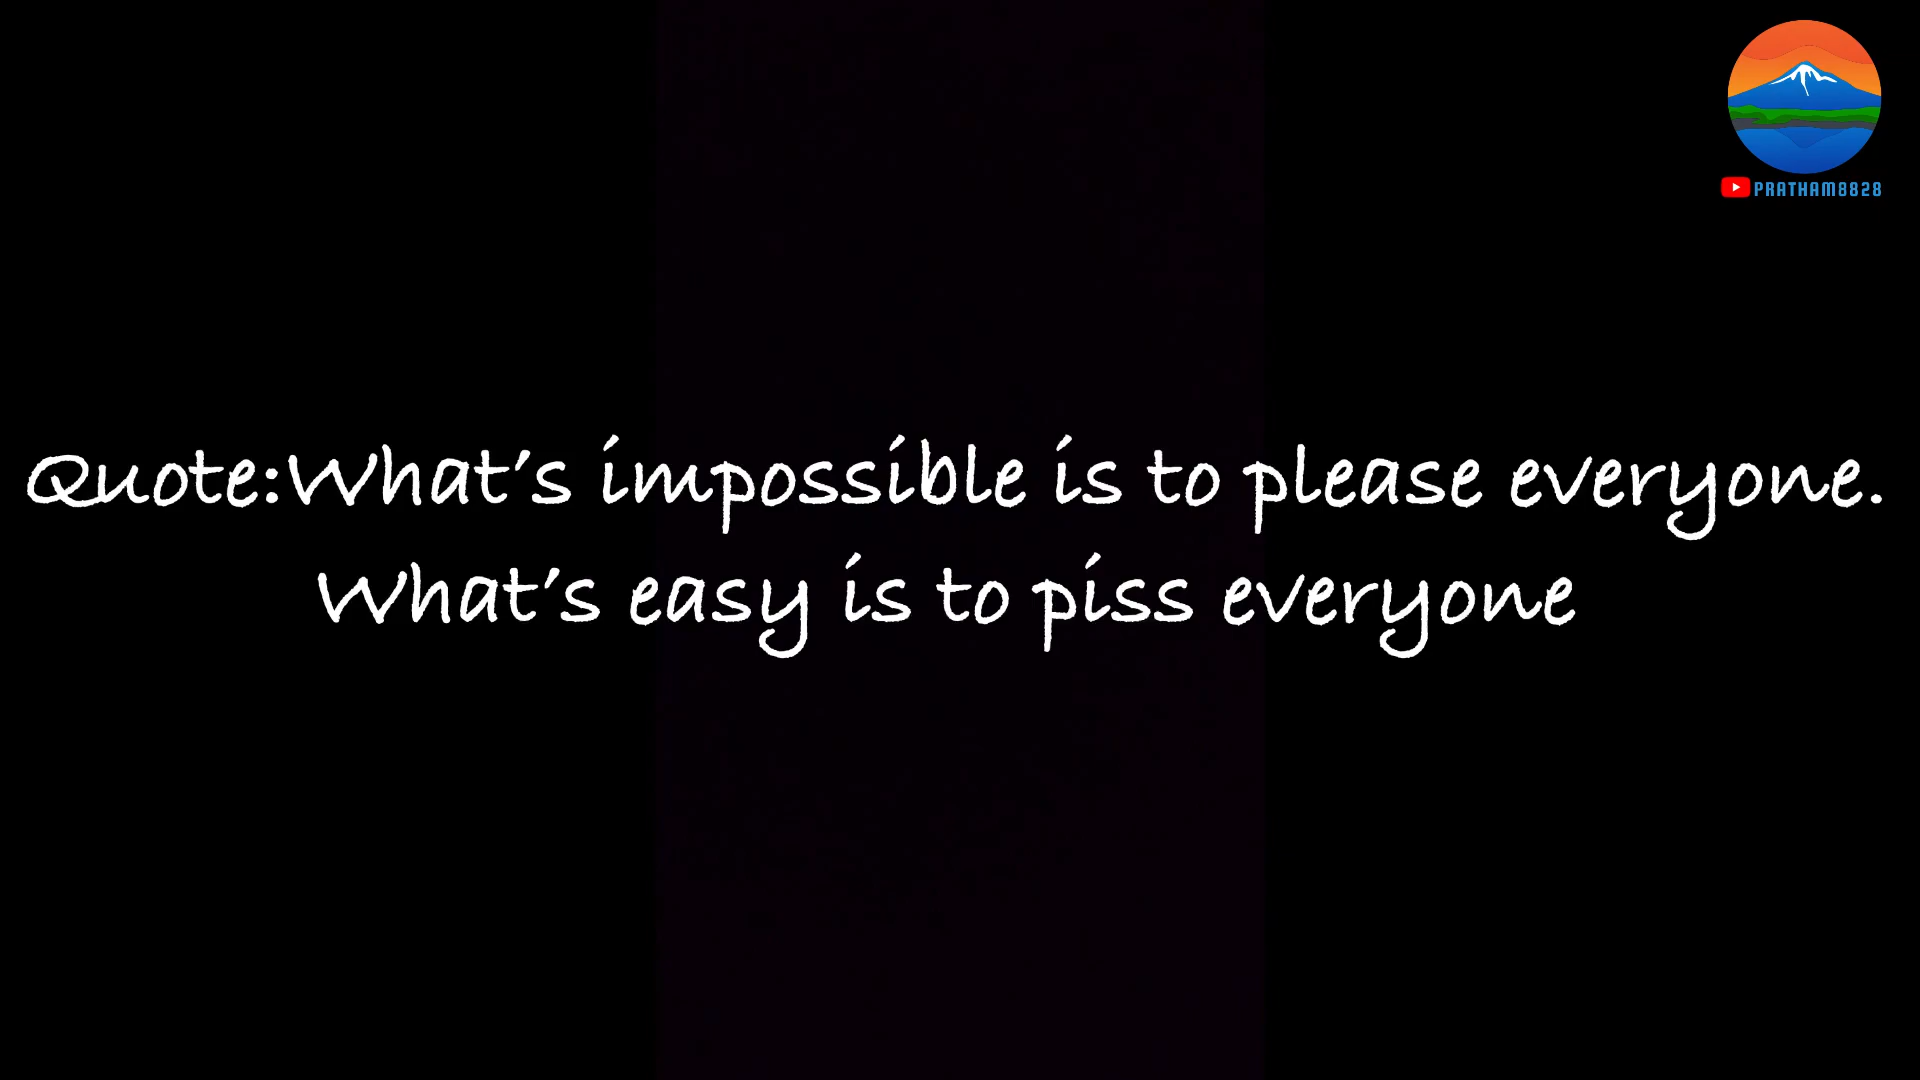 PRATHAM8828
Quote:What's impossible is to please everyone.
What's easy is to piss everyone